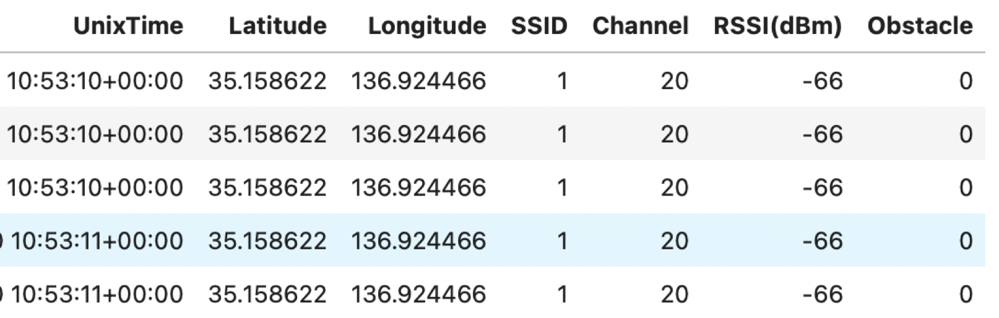 UnixTime Latitude Longitude SSID Channel RSSI(dBm) Obstacle
10:53:10+00:00 35.158622 136.924466 1 20 -66 0
10:53:10+00:00 35.158622 136.924466 1 20 -66 0
10:53:10+00:00 35.158622 136.924466 1 20 -66 0
10:53:11+00:00 35.158622 136.924466 1 20 -66 0
10:53:11+00:00 35.158622 136.924466 1 20 -66 0